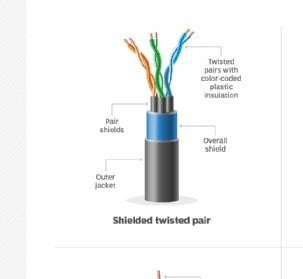 Twisted
pairs with
color-coded
plastic
insulation
Pair
shields
Overall
shield
Outer
jacket
Shielded twisted pair